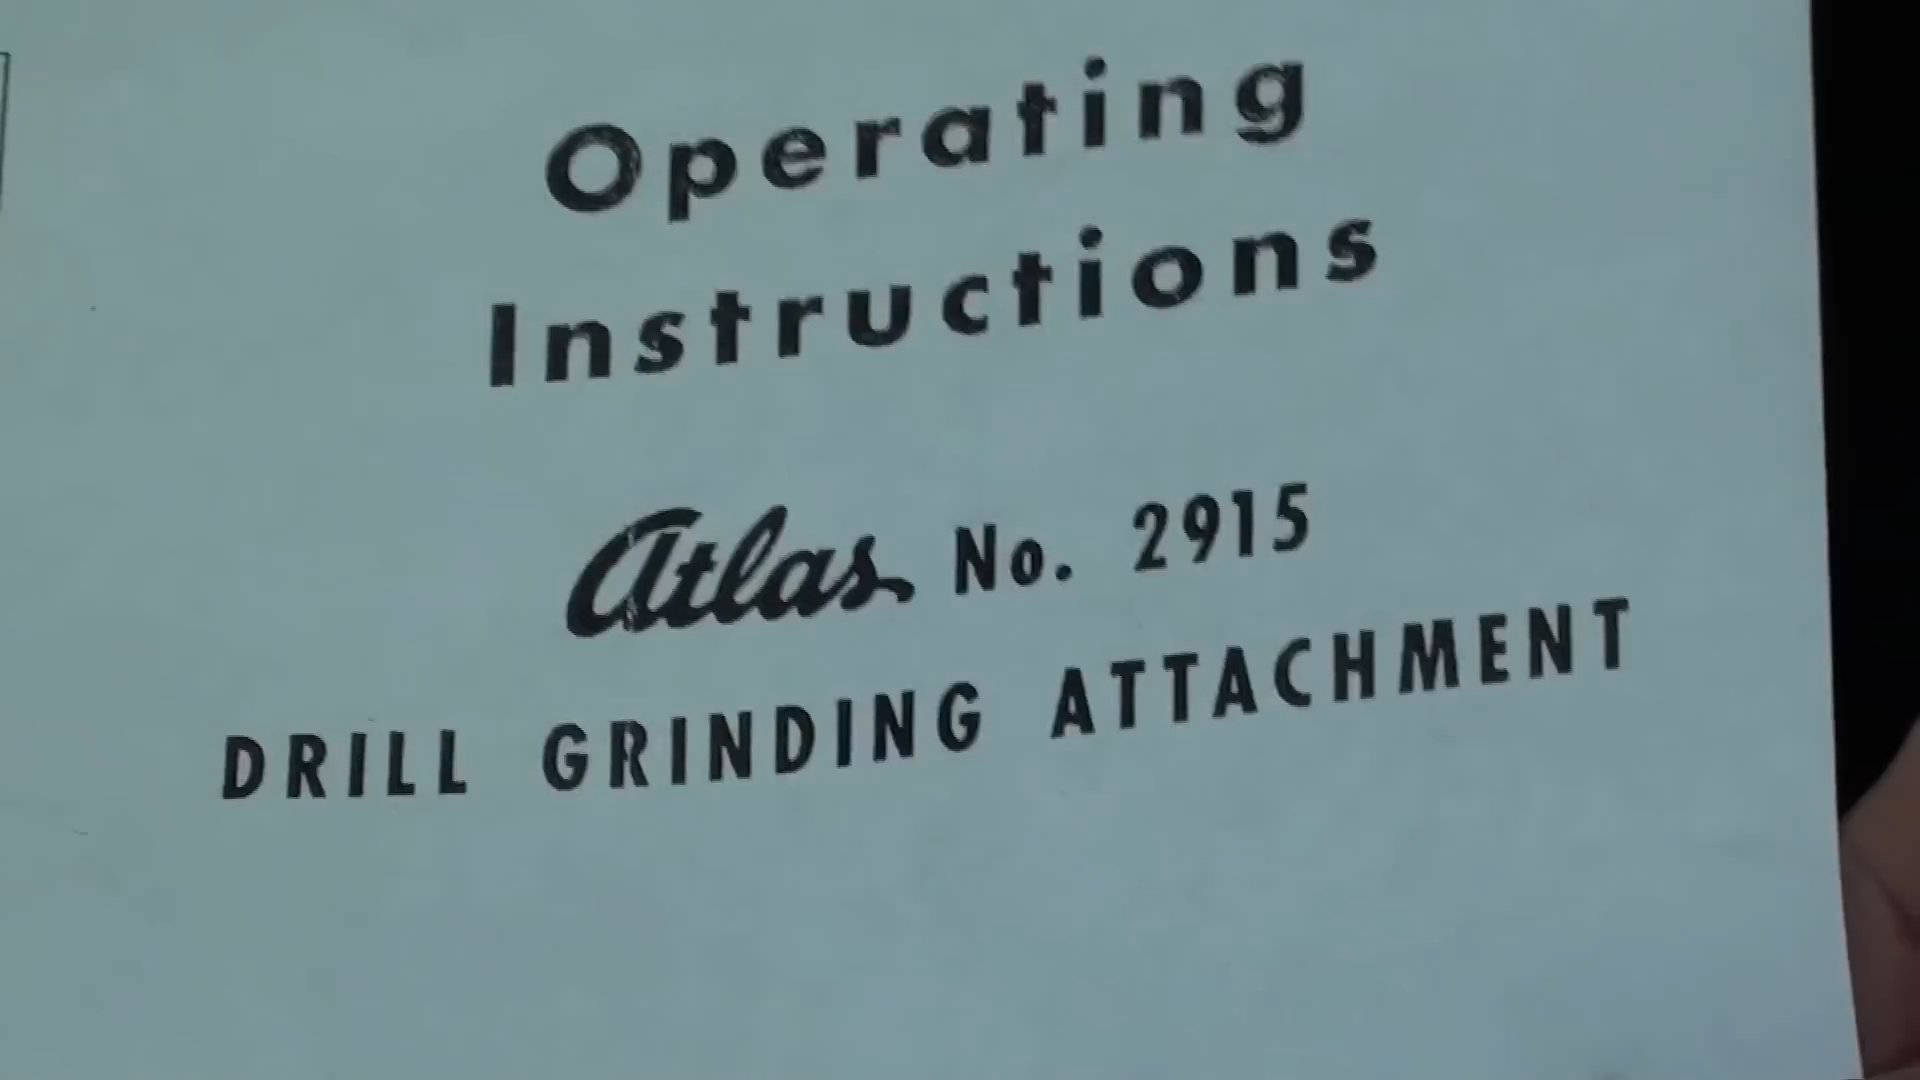 Operating
Instructions
Atlas No. 2915
DRILL GRINDING ATTACHMENT